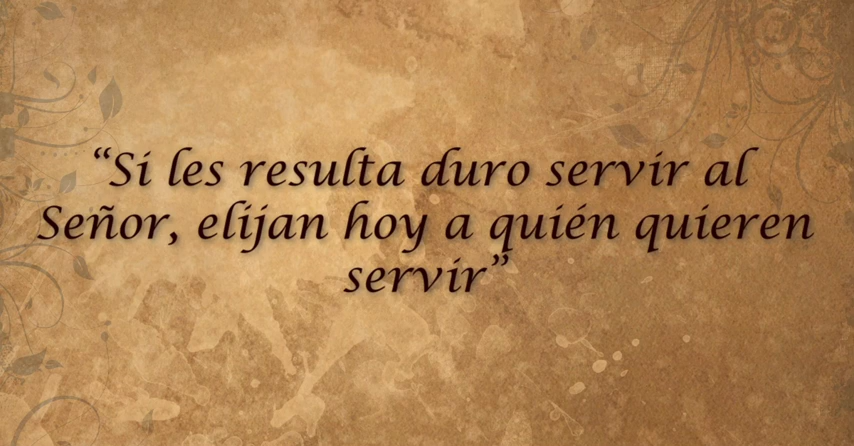 “Si les resulta duro servir al
Señor, elijan hoy a quién quieren
servir”